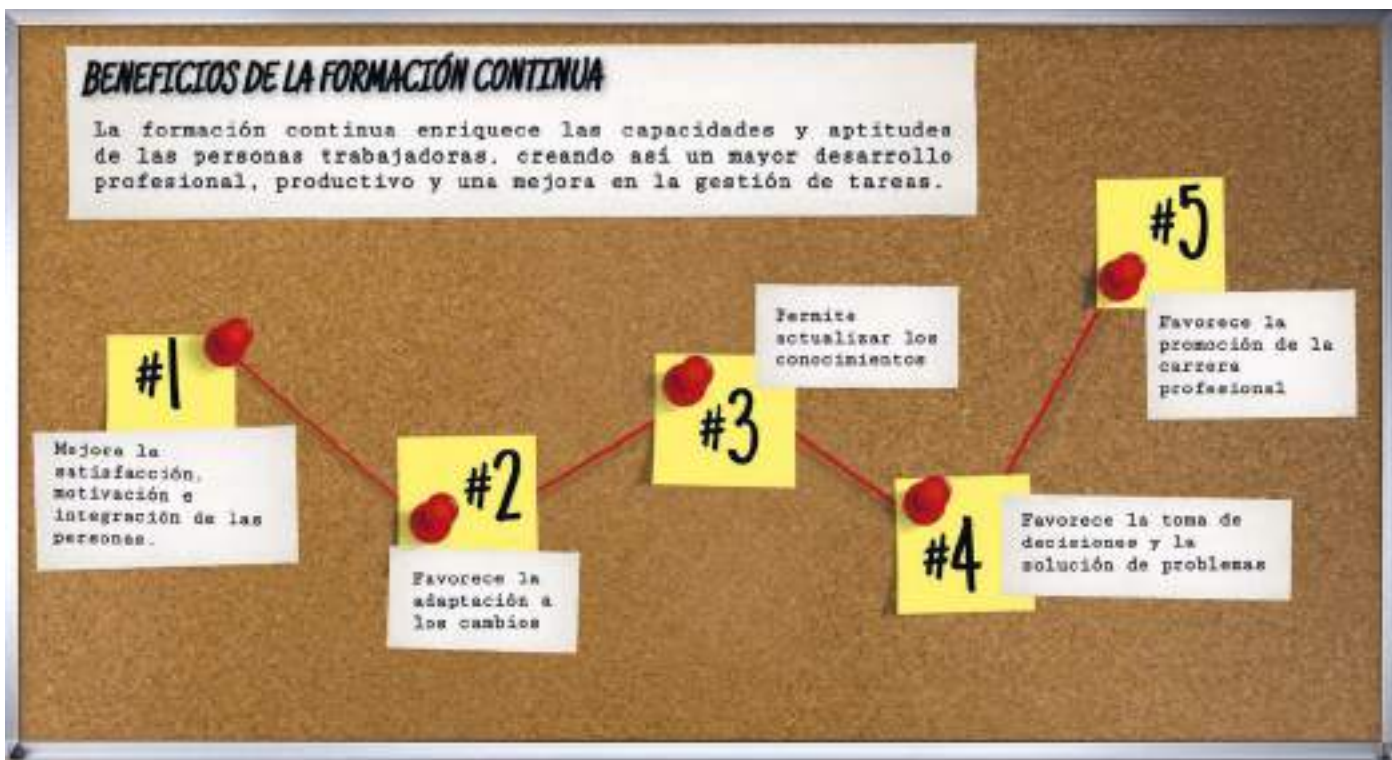 BENEFICIOS DE LA FORMACIÓN CONTINUA
La formación continua enriquece las capacidades y aptitudes
de las personas trabajadoras, creando así un mayor desarrollo
profesional, productivo y una mejora en la gestión de tareas.
#1
Mejora la
satisfacción,
motivación e
integración de las
personas.
#2
Favorece la
adaptación a
los cambios
#3
Permite
actualizar los
conocimientos
#4
Favorece la toma de
decisiones y la
solución de problemas
#5
Favorece la
promoción de la
carrera
profesional